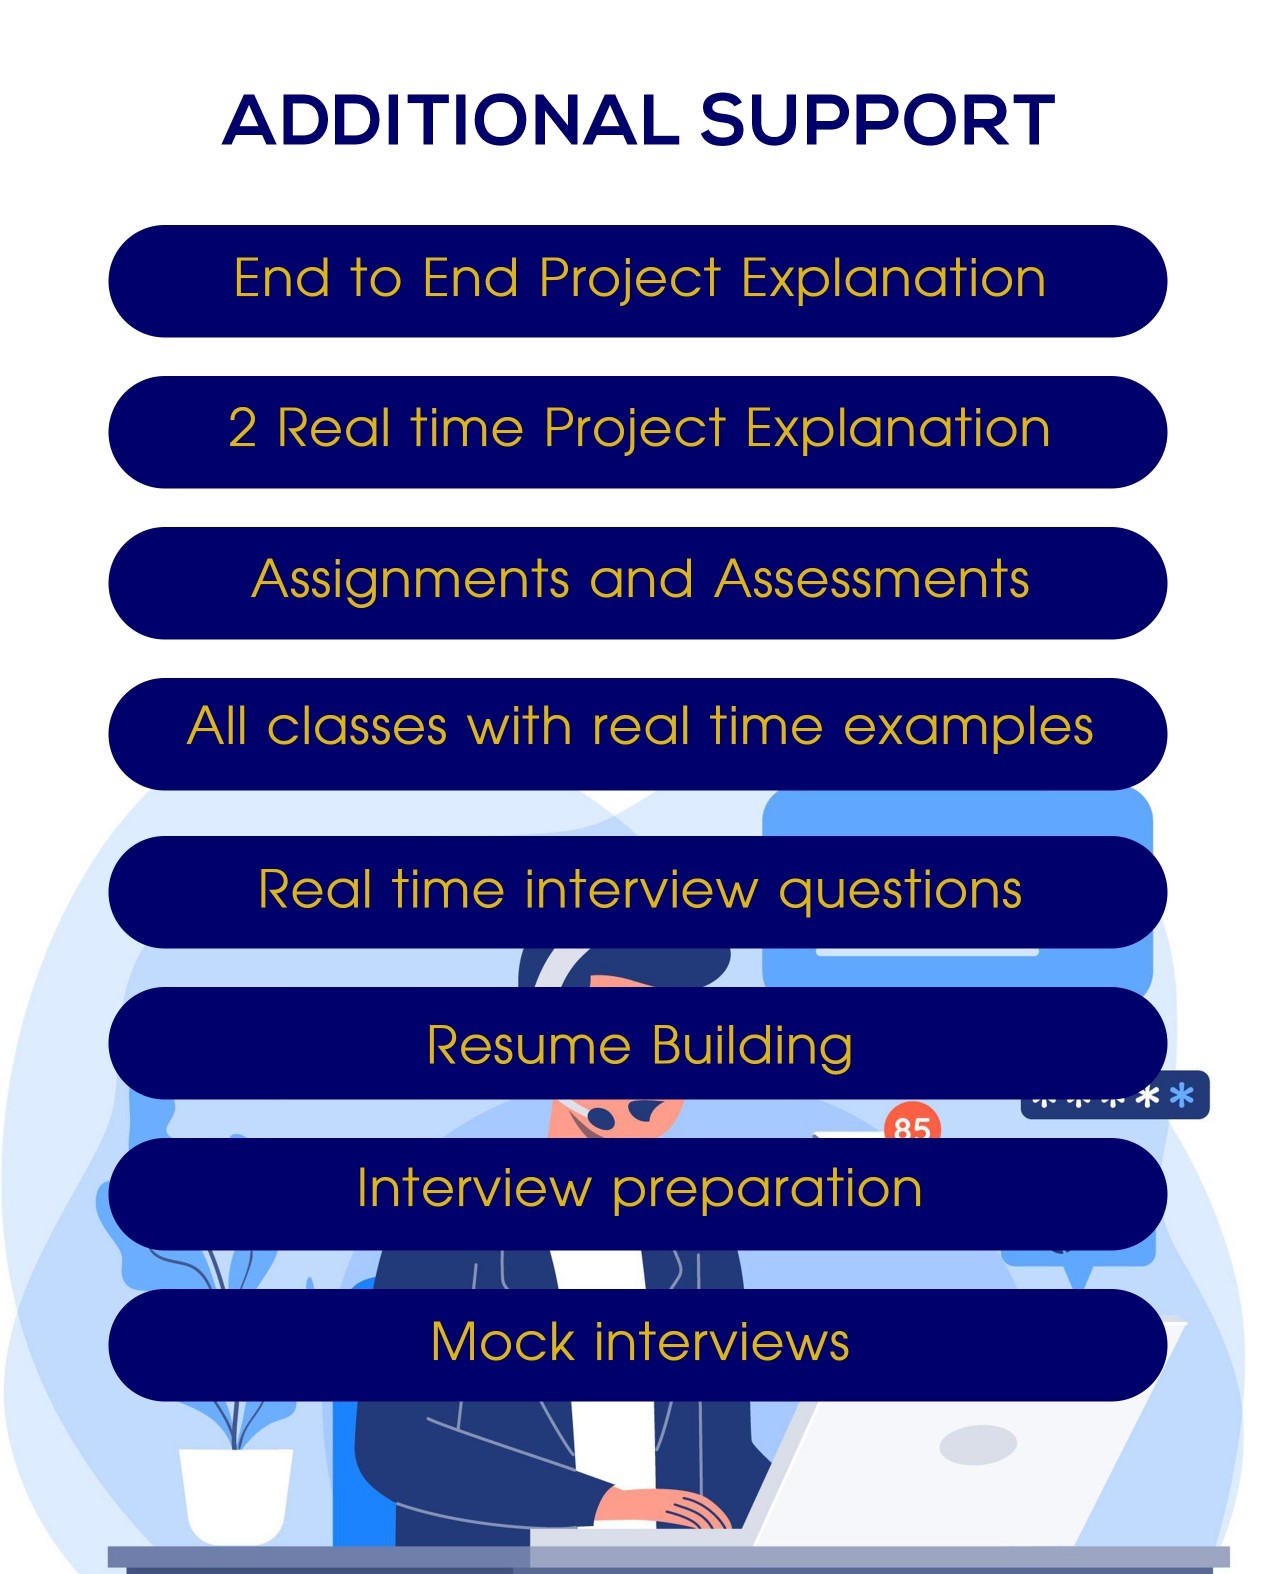 ADDITIONAL SUPPORT
End to End Project Explanation
2 Real time Project Explanation
Assignments and Assessments
All classes with real time examples
Real time interview questions
Resume Building
* * * * *
85
Interview preparation
Mock interviews